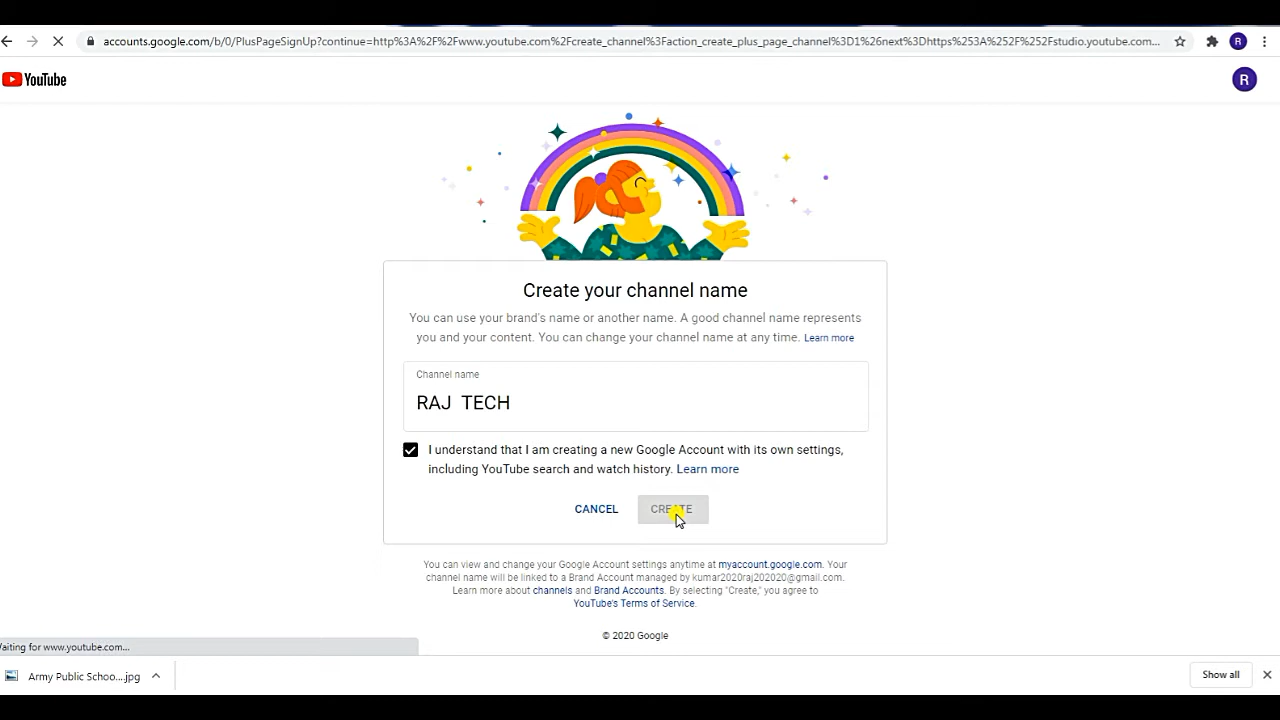 accounts.google.com/b/0/PlusPageSignUp?continue=http%3A%2F%2Fwww.youtube.com%2Fcreate_channel%3Faction_create_plus_page_channel%3D1%26next%3Dhttps%253A%252F%252Fstudio.youtube.com...
R
YouTube
R
Create your channel name
You can use your brand's name or another name. A good channel name represents
you and your content. You can change your channel name at any time. Learn more
Channel name
RAJ TECH
I understand that I am creating a new Google Account with its own settings,
including YouTube search and watch history. Learn more
CANCEL CREATE
You can view and change your Google Account settings anytime at myaccount.google.com. Your
channel name will be linked to a Brand Account managed by kumar2020raj202020@gmail.com.
Learn more about channels and Brand Accounts. By selecting "Create," you agree to
YouTube's Terms of Service.
© 2020 Google
Waiting for www.youtube.com...
Army Public Schoo....jpg
Show all